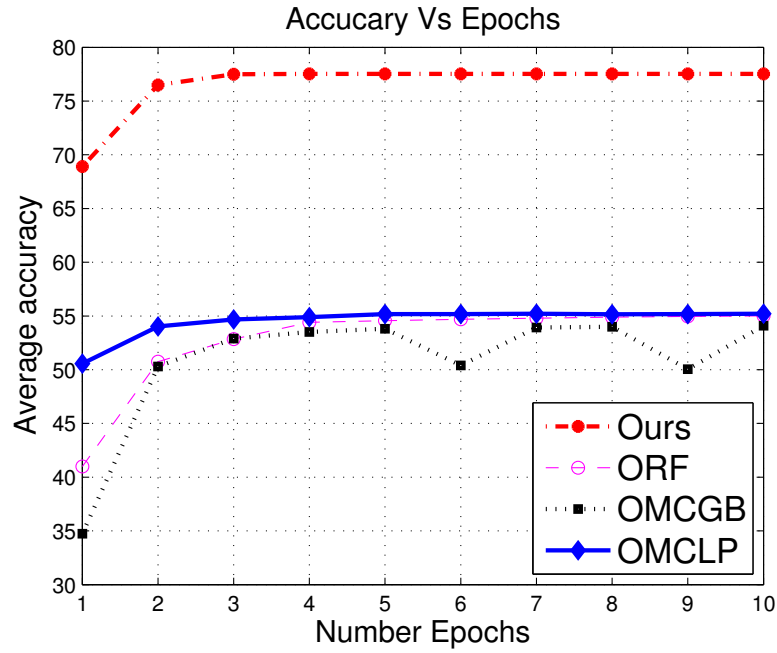 Accucary Vs Epochs
Average accuracy
80
75
70
65
60
55
50
45
40
35
30
1 2 3 4 5 6 7 8 9 10
Number Epochs
Ours
ORF
OMCGB
OMCLP